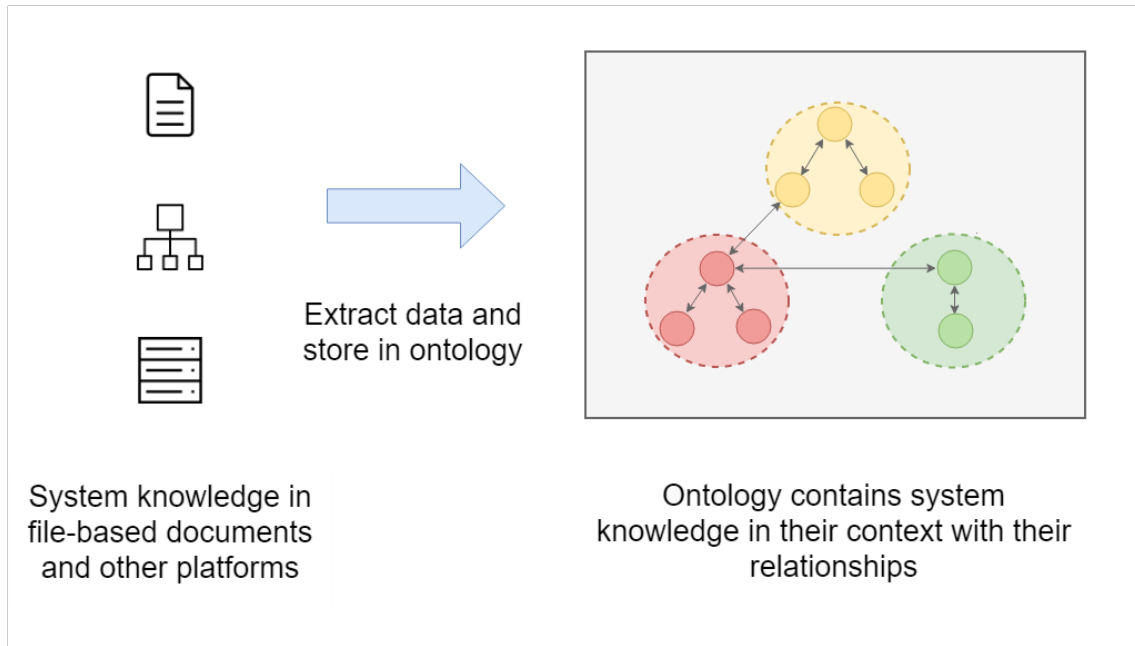 Extract data and
store in ontology
System knowledge in
file-based documents
and other platforms
Ontology contains system
knowledge in their context with their
relationships